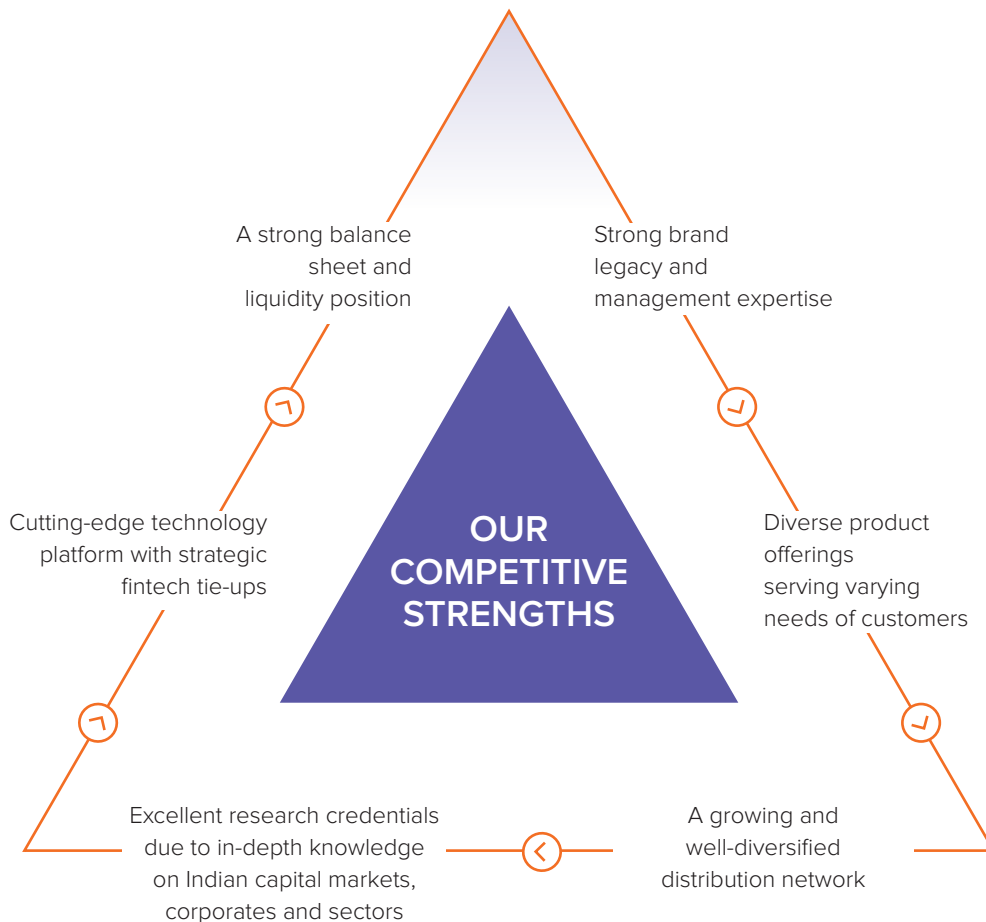 A strong balance
sheet and
liquidity position
Strong brand
legacy and
management expertise
Cutting-edge technology
platform with strategic
fintech tie-ups
OUR
COMPETITIVE
STRENGTHS
Diverse product
offerings
serving varying
needs of customers
Excellent research credentials
due to in-depth knowledge
on Indian capital markets,
corporates and sectors
A growing and
well-diversified
distribution network